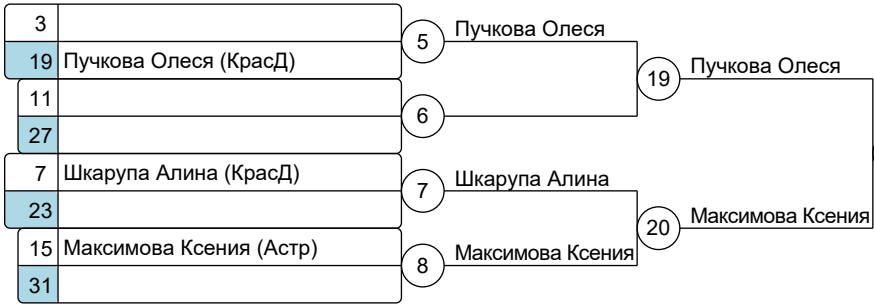 3
19 Пучкова Олеся (КрасД)
11
27
7 Шкарупа Алина (КрасД)
23
15 Максимова Ксения (Астр)
31
5 Пучкова Олеся
6
7 Шкарупа Алина
8 Максимова Ксения
19 Пучкова Олеся
20 Максимова Ксения